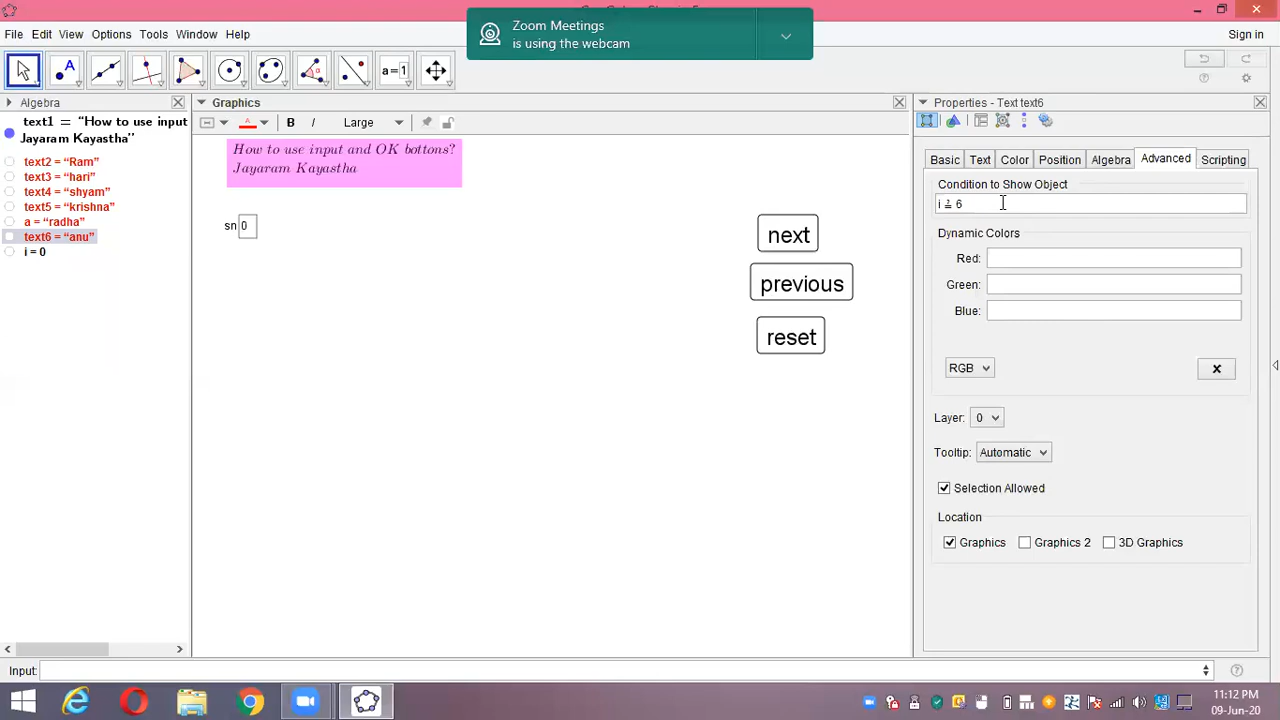 Zoom Meetings
is using the webcam
File Edit View Options Tools Window Help
Sign in
A
a=1
Algebra
Graphics
Properties - Text text6
B I Large
text1 = “How to use input
Jayaram Kayastha”
text2 = “Ram”
text3 = “hari”
text4 = “shyam”
text5 = “krishna”
a = “radha”
text6 = “anu”
i = 0
How to use input and OK bottons?
Jayaram Kayastha
sn 0
next
previous
reset
Basic Text Color Position Algebra Advanced Scripting
Condition to Show Object
i ≟ 6
Dynamic Colors
Red:
Green:
Blue:
RGB
Layer: 0
Tooltip: Automatic
Selection Allowed
Location
Graphics Graphics 2 3D Graphics
Input:
11:12 PM
09-Jun-20